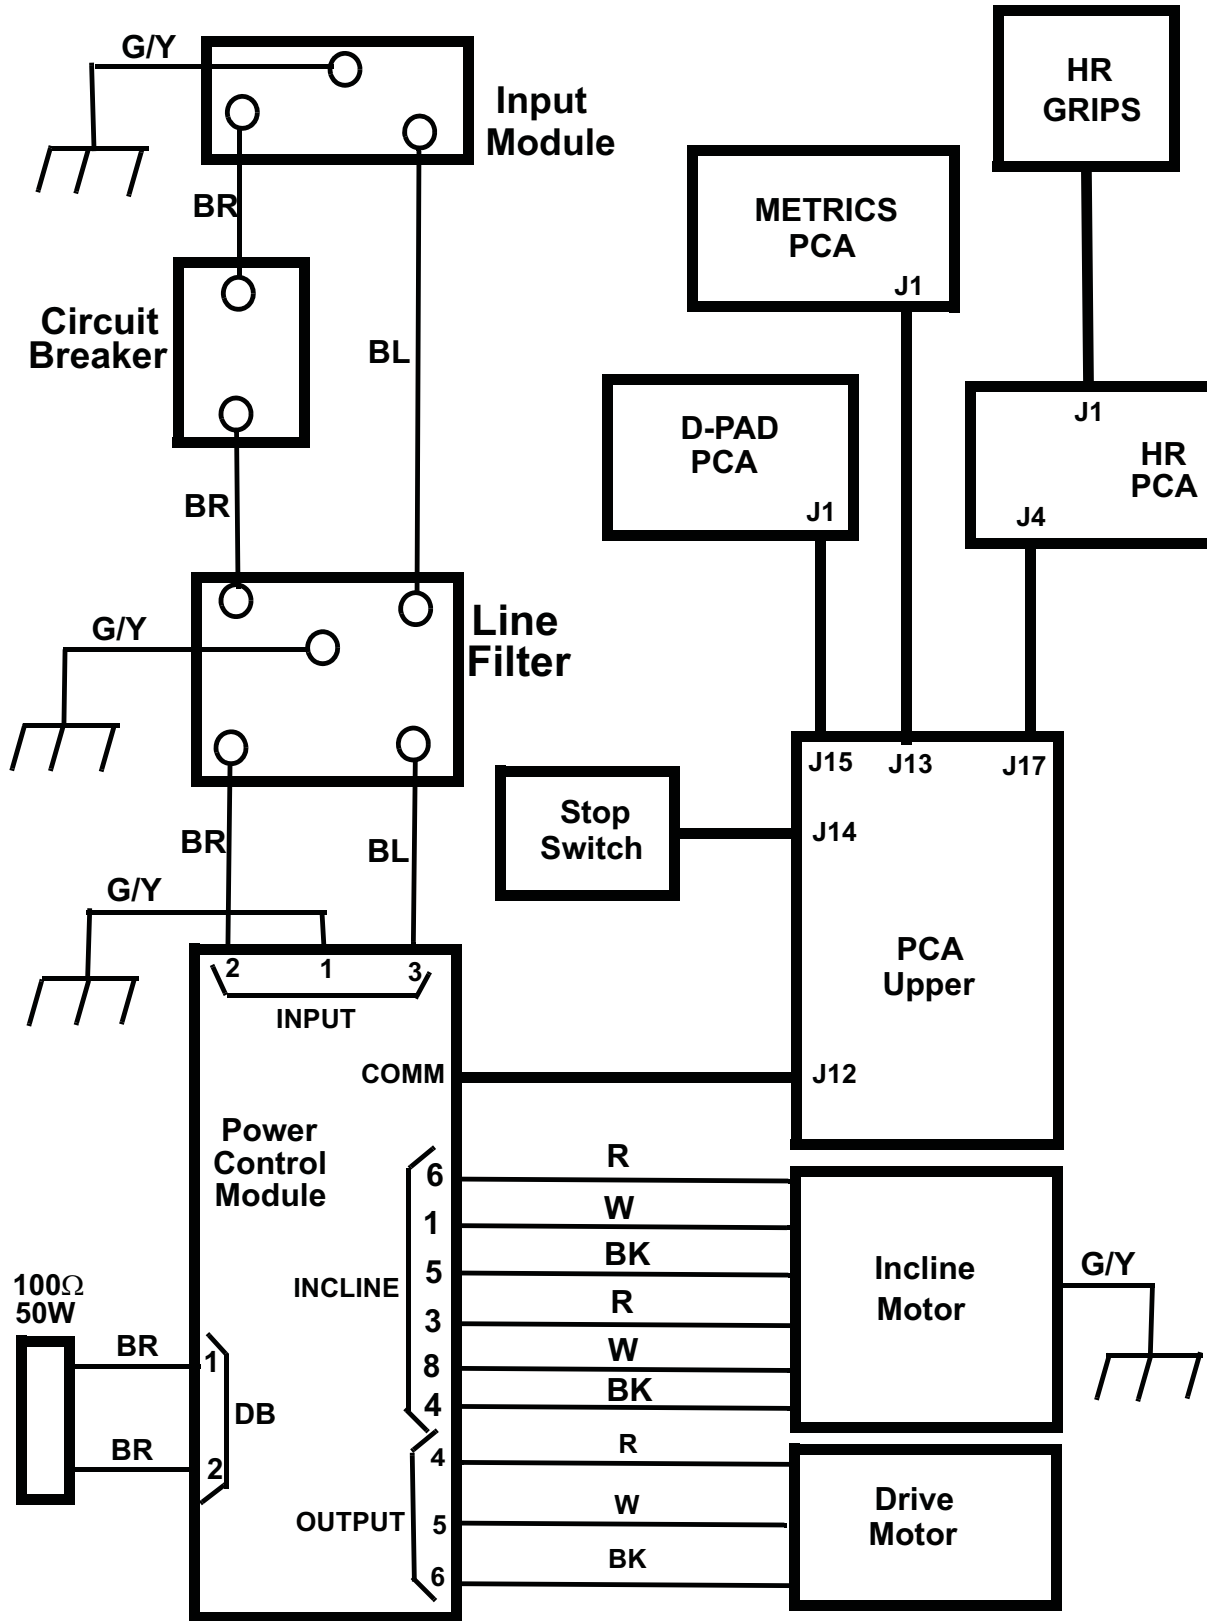 G/Y
Input
Module
HR
GRIPS
BR
METRICS
PCA
J1
Circuit
Breaker
BL
D-PAD
PCA
J1
J1
HR
PCA
J4
BR
G/Y
Line
Filter
J15
J13
J17
Stop
Switch
J14
BR
BL
G/Y
PCA
Upper
2
1
3
INPUT
COMM
J12
Power
Control
Module
INCLINE
6
R
1
W
5
BK
3
R
8
W
4
BK
Incline
Motor
G/Y
100Ω
50W
BR
1
DB
BR
2
OUTPUT
4
R
5
W
6
BK
Drive
Motor